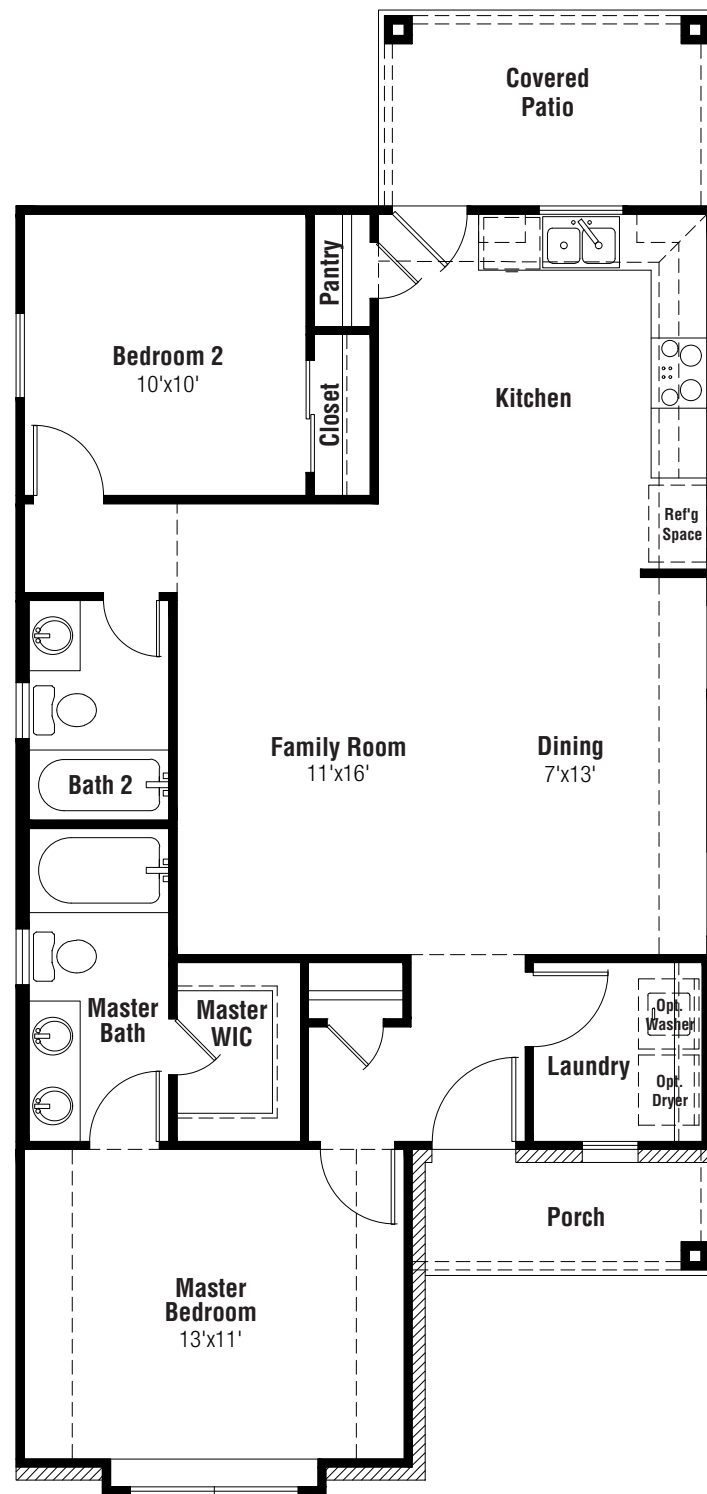 Covered
Patio
Pantry
Bedroom 2
10'x10'
Closet
Kitchen
Ref'g
Space
Family Room
11'x16'
Dining
7'x13'
Bath 2
Master
Bath
Master
WIC
Opt.
Washer
Laundry
Opt.
Dryer
Porch
Master
Bedroom
13'x11'